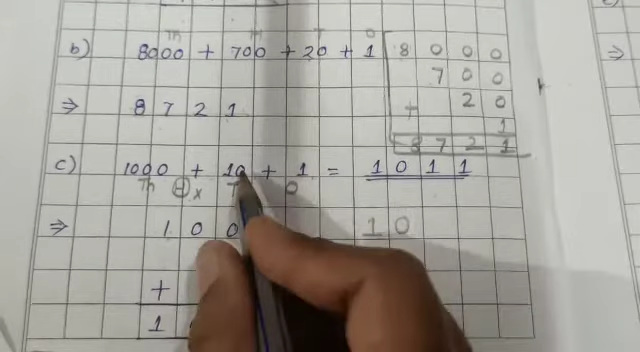 Th H T O
b) 8000 + 700 + 20 + 1
8 0 0 0
7 0 0
⇒ 8 7 2 1
+ 2 0
1
8 7 2 1
c) 1000 + 10 + 1 = 1 0 1 1
Th H x T O
⇒ 1 0 0
1 0
+
1
c)
⇒